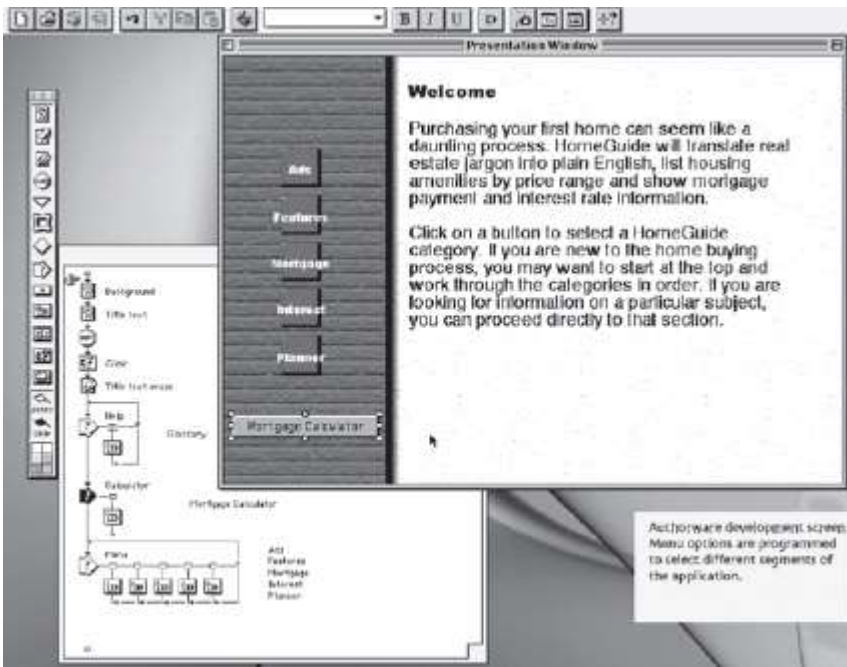 B I U
Presentation Window
Welcome
Purchasing your first home can seem like a
daunting process. HomeGuide will translate real
estate jargon into plain English, list housing
amenities by price range and show mortgage
payment and interest rate information.
Click on a button to select a HomeGuide
category. If you are new to the home buying
process, you may want to start at the top and
work through the categories in order. If you are
looking for information on a particular subject,
you can proceed directly to that section.
Ads
Features
Mortgage
Interest
Planner
Mortgage Calculator
Background
Title text
Clear
Title text erase
Help
Glossary
Calculator
Mortgage Calculator
Menu
Ads
Features
Mortgage
Interest
Planner
Authorware development screen.
Menu options are programmed
to select different segments of
the application.